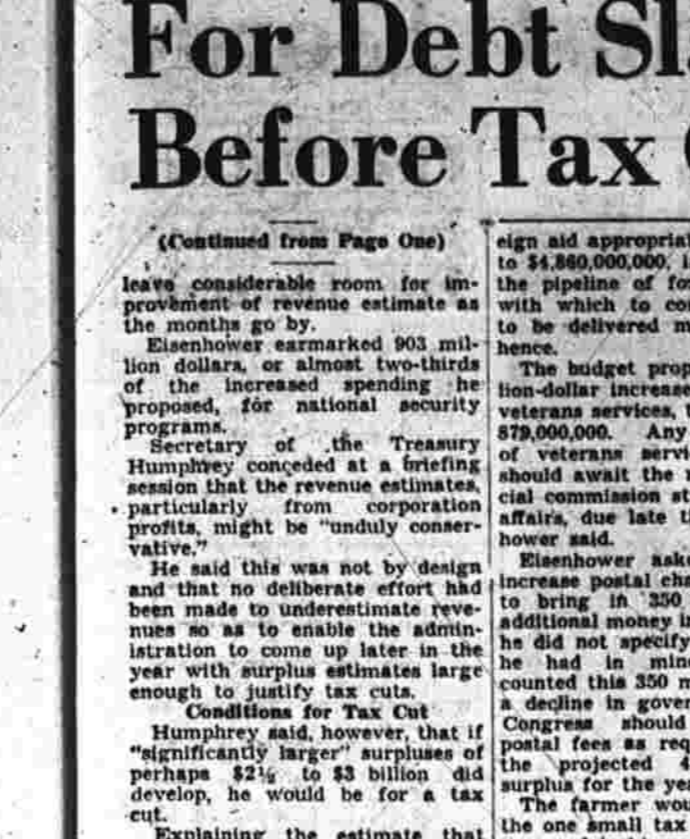 For Debt Sl
Before Tax
(Continued from Page One)
leave considerable room for im-
provement of revenue estimate as
the months go by.
Eisenhower earmarked 903 mil-
lion dollars, or almost two-thirds
of the increased spending he
proposed, for national security
programs.
Secretary of the Treasury
Humphrey conceded at a briefing
session that the revenue estimates,
particularly from corporation
profits, might be "unduly conser-
vative."
He said this was not by design
and that no deliberate effort had
been made to underestimate reve-
nues so as to enable the admin-
istration to come up later in the
year with surplus estimates large
enough to justify tax cuts.
Conditions for Tax Cut
Humphrey said, however, that if
"significantly larger" surpluses of
perhaps $2½ to $3 billion did
develop, he would be for a tax
cut.
Explaining the estimate that
eign aid appropriat
to $4,860,000,000,
the pipeline of fo
with which to co
to be delivered m
hence.
The budget prop
lion-dollar increase
veterans services,
879,000,000. Any
of veterans servi
should await the
cial commission st
affairs, due late t
hower said.
Eisenhower aske
increase postal cha
to bring in 350
additional money i
he did not specify
he had in min
counted this 350 m
a decline in gover
Congress should
postal fees as req
the projected 4
surplus for the yea
The farmer wou
the one small tax